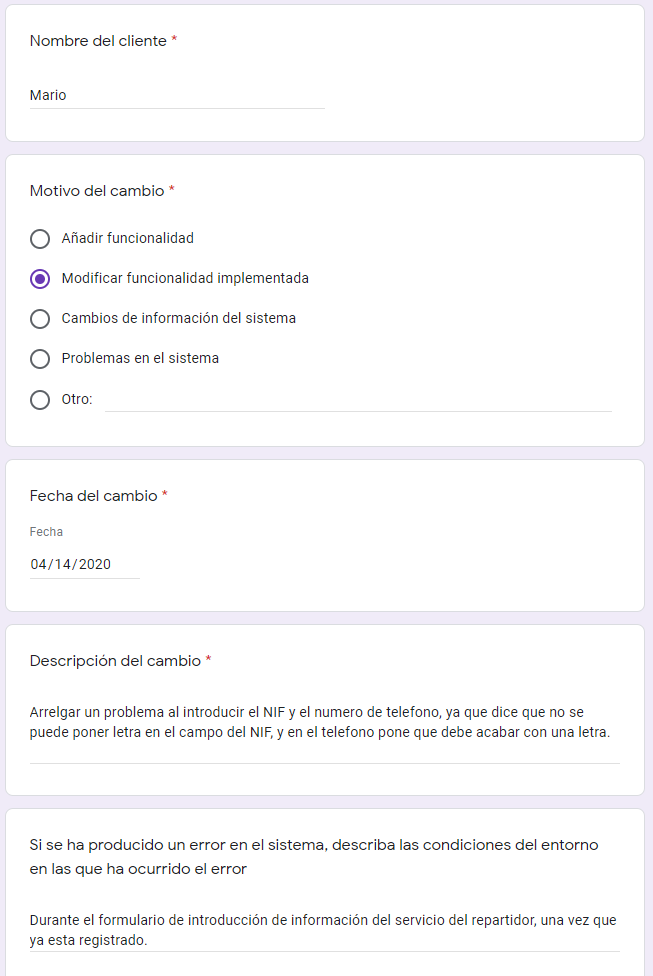 Nombre del cliente *
Mario
Motivo del cambio *
Añadir funcionalidad
Modificar funcionalidad implementada
Cambios de información del sistema
Problemas en el sistema
Otro:
Fecha del cambio *
Fecha
04/14/2020
Descripción del cambio *
Arrelgar un problema al introducir el NIF y el numero de telefono, ya que dice que no se
puede poner letra en el campo del NIF, y en el telefono pone que debe acabar con una letra.
Si se ha producido un error en el sistema, describa las condiciones del entorno
en las que ha ocurrido el error
Durante el formulario de introducción de información del servicio del repartidor, una vez que
ya esta registrado.